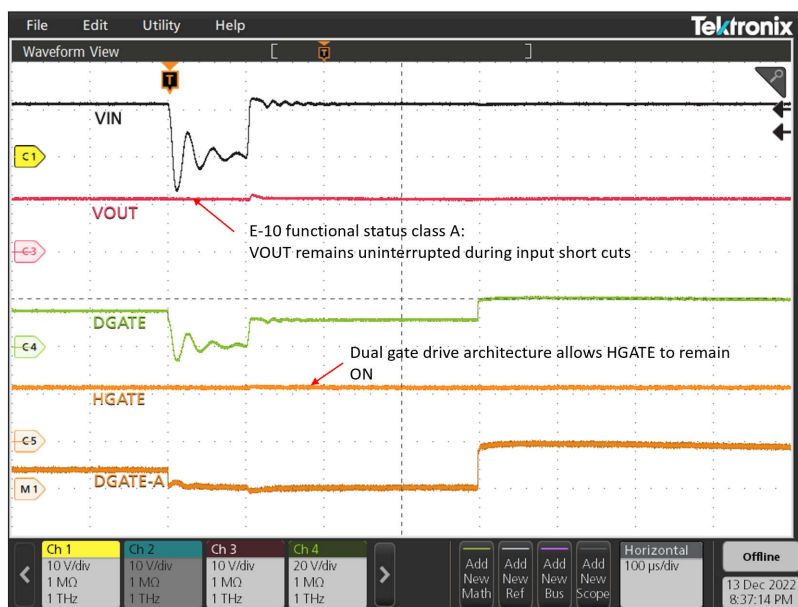 File Edit Utility Help
Tektronix
Waveform View
T
T
VIN
C1
VOUT
E-10 functional status class A:
VOUT remains uninterrupted during input short cuts
C3
DGATE
C4
Dual gate drive architecture allows HGATE to remain
ON
HGATE
C5
DGATE-A
M1
Ch 1 Ch 2 Ch 3 Ch 4
10 V/div 10 V/div 10 V/div 20 V/div
1 MΩ 1 MΩ 1 MΩ 1 MΩ
1 THz 1 THz 1 THz 1 THz
Add Add Add Add
New New New New
Math Ref Bus Scope
Horizontal
100 µs/div
Offline
13 Dec 2022
8:37:14 PM